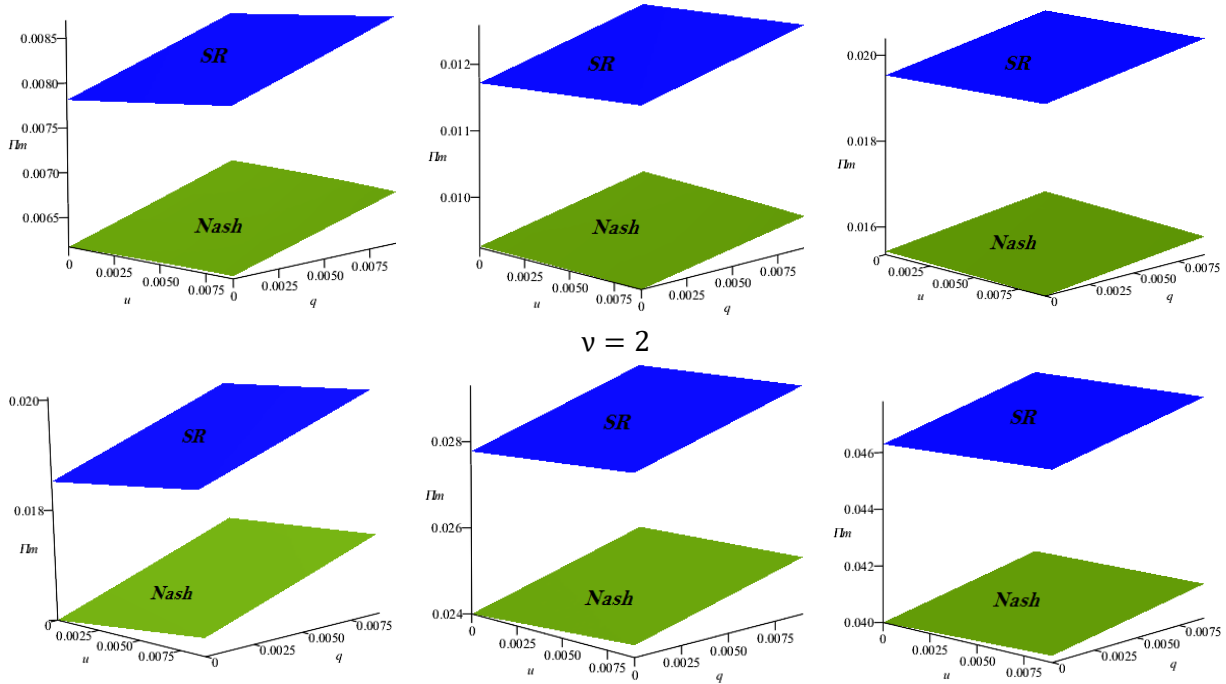 0.0085
0.0080
0.0075
Πm
0.0070
0.0065
SR
Nash
0
0.0025
0.0050
0.0075
u
0
0.0025
0.0050
0.0075
q
0.012
0.011
Πm
0.010
SR
Nash
0
0.0025
0.0050
0.0075
u
0
0.0025
0.0050
0.0075
q
0.020
0.018
Πm
0.016
SR
Nash
0
0.0025
0.0050
0.0075
u
0
0.0025
0.0050
0.0075
q
ν = 2
0.020
0.018
Πm
SR
Nash
0
0.0025
0.0050
0.0075
u
0
0.0025
0.0050
0.0075
q
0.028
Πm
0.026
0.024
SR
Nash
0
0.0025
0.0050
0.0075
u
0
0.0025
0.0050
0.0075
q
0.046
0.044
Πm
0.042
0.040
SR
Nash
0
0.0025
0.0050
0.0075
u
0
0.0025
0.0050
0.0075
q